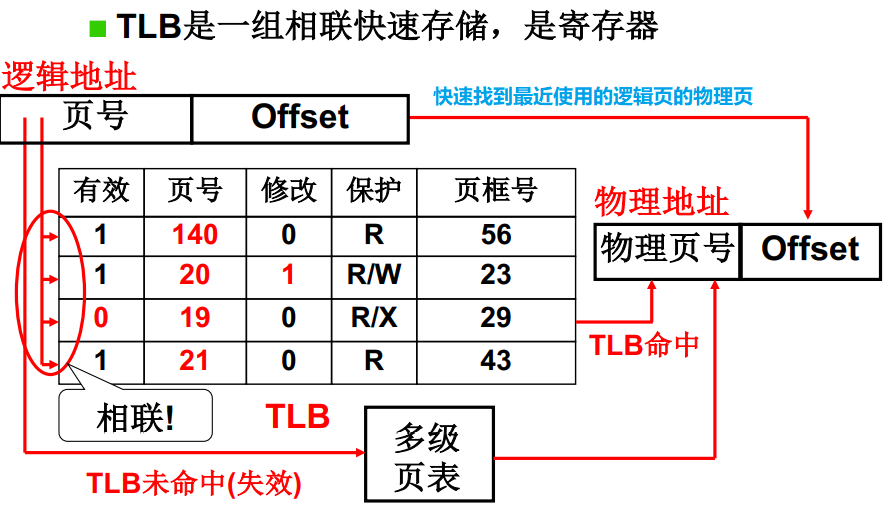 TLB是一组相联快速存储，是寄存器
逻辑地址
页号 Offset
快速找到最近使用的逻辑页的物理页
有效 页号 修改 保护 页框号
1 140 0 R 56
1 20 1 R/W 23
0 19 0 R/X 29
1 21 0 R 43
物理地址
物理页号 Offset
TLB命中
相联!
TLB
多级
页表
TLB未命中(失效)